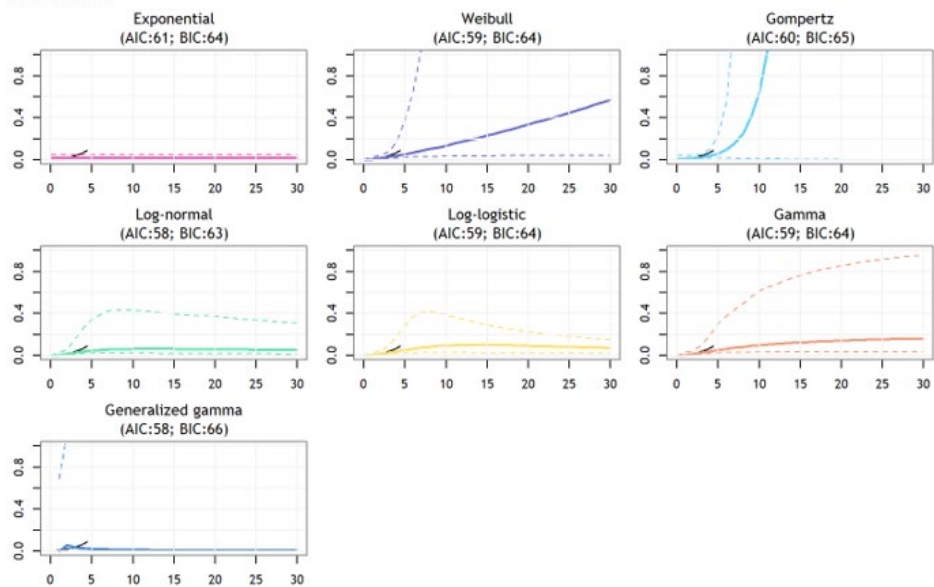 Exponential
(AIC:61; BIC:64)
Weibull
(AIC:59; BIC:64)
Gompertz
(AIC:60; BIC:65)
0.0 0.4 0.8
0 5 10 15 20 25 30
0.0 0.4 0.8
0 5 10 15 20 25 30
0.0 0.4 0.8
0 5 10 15 20 25 30
Log-normal
(AIC:58; BIC:63)
Log-logistic
(AIC:59; BIC:64)
Gamma
(AIC:59; BIC:64)
0.0 0.4 0.8
0 5 10 15 20 25 30
0.0 0.4 0.8
0 5 10 15 20 25 30
0.0 0.4 0.8
0 5 10 15 20 25 30
Generalized gamma
(AIC:58; BIC:66)
0.0 0.4 0.8
0 5 10 15 20 25 30